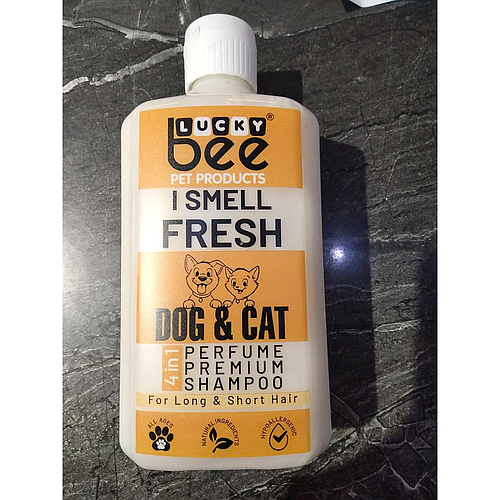 LUCKY
bee®
PET PRODUCTS
I SMELL
FRESH
DOG & CAT
4 in 1
PERFUME
PREMIUM
SHAMPOO
For Long & Short Hair
ALL AGES
NATURAL INGREDIENTS
HYPOALLERGENIC